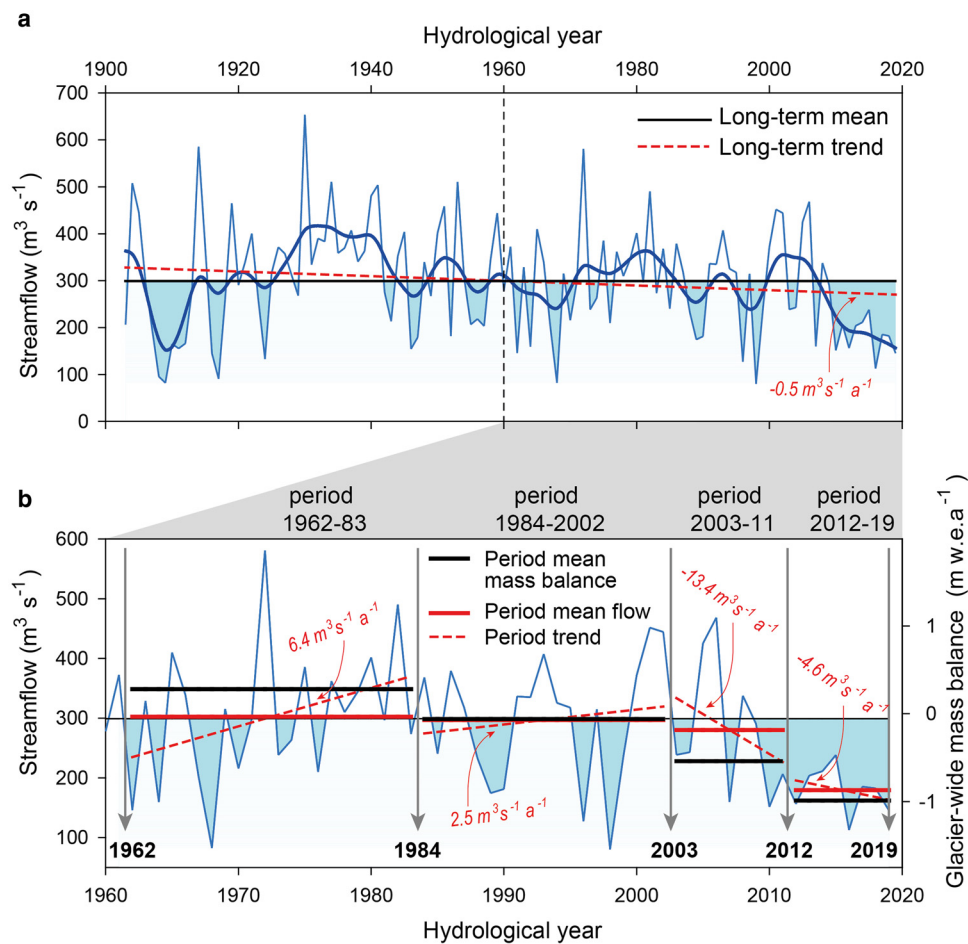 a
Hydrological year
1900 1920 1940 1960 1980 2000 2020
700
600
500
400
300
200
100
0
Streamflow (m³ s⁻¹)
Long-term mean
Long-term trend
-0.5 m³s⁻¹ a⁻¹
b
period
1962-83
period
1984-2002
period
2003-11
period
2012-19
600
500
400
300
200
100
Streamflow (m³ s⁻¹)
Period mean
mass balance
Period mean flow
Period trend
6.4 m³s⁻¹ a⁻¹
2.5 m³s⁻¹ a⁻¹
-13.4 m³s⁻¹ a⁻¹
-4.6 m³s⁻¹ a⁻¹
1
0
-1
Glacier-wide mass balance (m w.e.a⁻¹)
1962 1984 2003 2012 2019
1960 1970 1980 1990 2000 2010 2020
Hydrological year